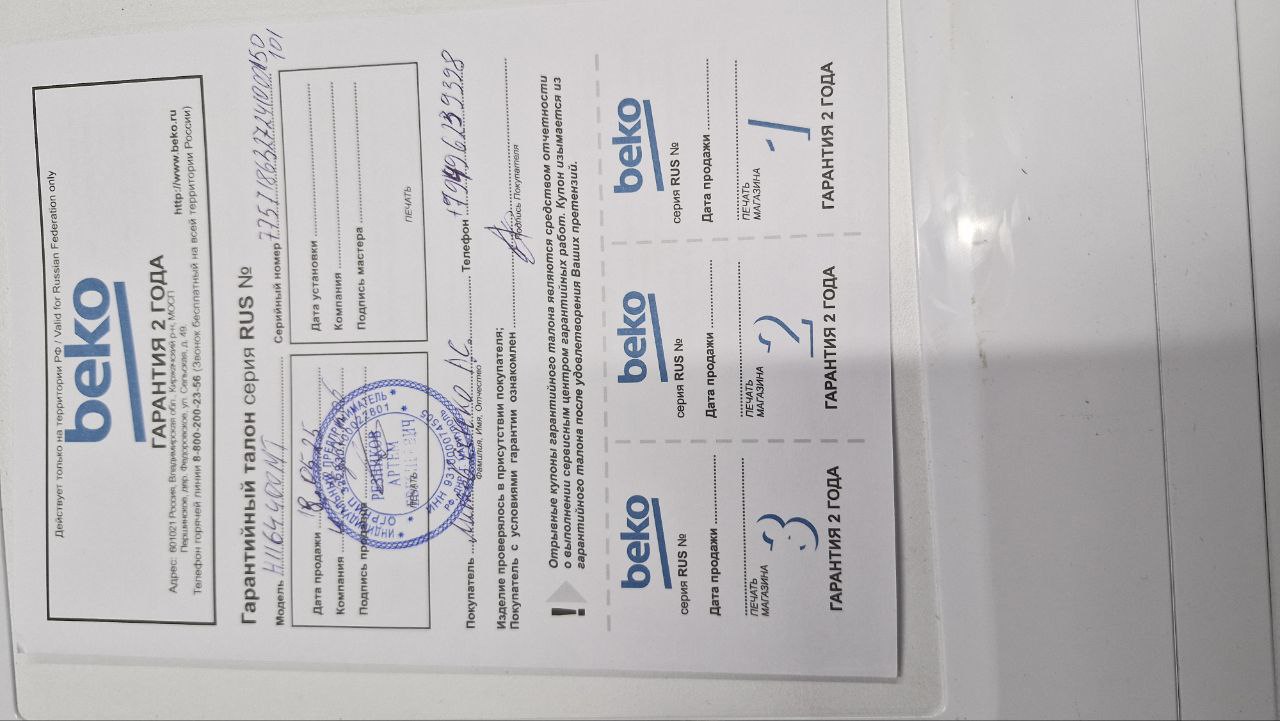 Действует только на территории РФ / Valid for Russian Federation only
beko
ГАРАНТИЯ 2 ГОДА
Адрес: 601021 Россия, Владимирская обл., Киржачский р-н, МОСП
Першинское, дер. Федоровское, ул. Сельская, д. 49.
http://www.beko.ru
Телефон горячей линии 8-800-200-23-56 (Звонок бесплатный на всей территории России)
Гарантийный талон серия RUS №
Модель Серийный номер
101
Дата продажи
Компания
Подпись продавца
ПЕЧАТЬ
ИНДИВИДУАЛЬНЫЙ ПРЕДПРИНИМАТЕЛЬ
РЕЗНИКОВ
АРТЕМ
Дата установки
Компания
Подпись мастера
ПЕЧАТЬ
Покупатель Телефон
Фамилия, Имя, Отчество
Изделие проверялось в присутствии покупателя;
Покупатель с условиями гарантии ознакомлен
Подпись Покупателя
! Отрывные купоны гарантийного талона являются средством отчетности
о выполнении сервисным центром гарантийных работ. Купон изымается из
гарантийного талона после удовлетворения Ваших претензий.
beko
серия RUS №
Дата продажи
ПЕЧАТЬ
МАГАЗИНА
3
ГАРАНТИЯ 2 ГОДА
beko
серия RUS №
Дата продажи
ПЕЧАТЬ
МАГАЗИНА
2
ГАРАНТИЯ 2 ГОДА
beko
серия RUS №
Дата продажи
ПЕЧАТЬ
МАГАЗИНА
1
ГАРАНТИЯ 2 ГОДА